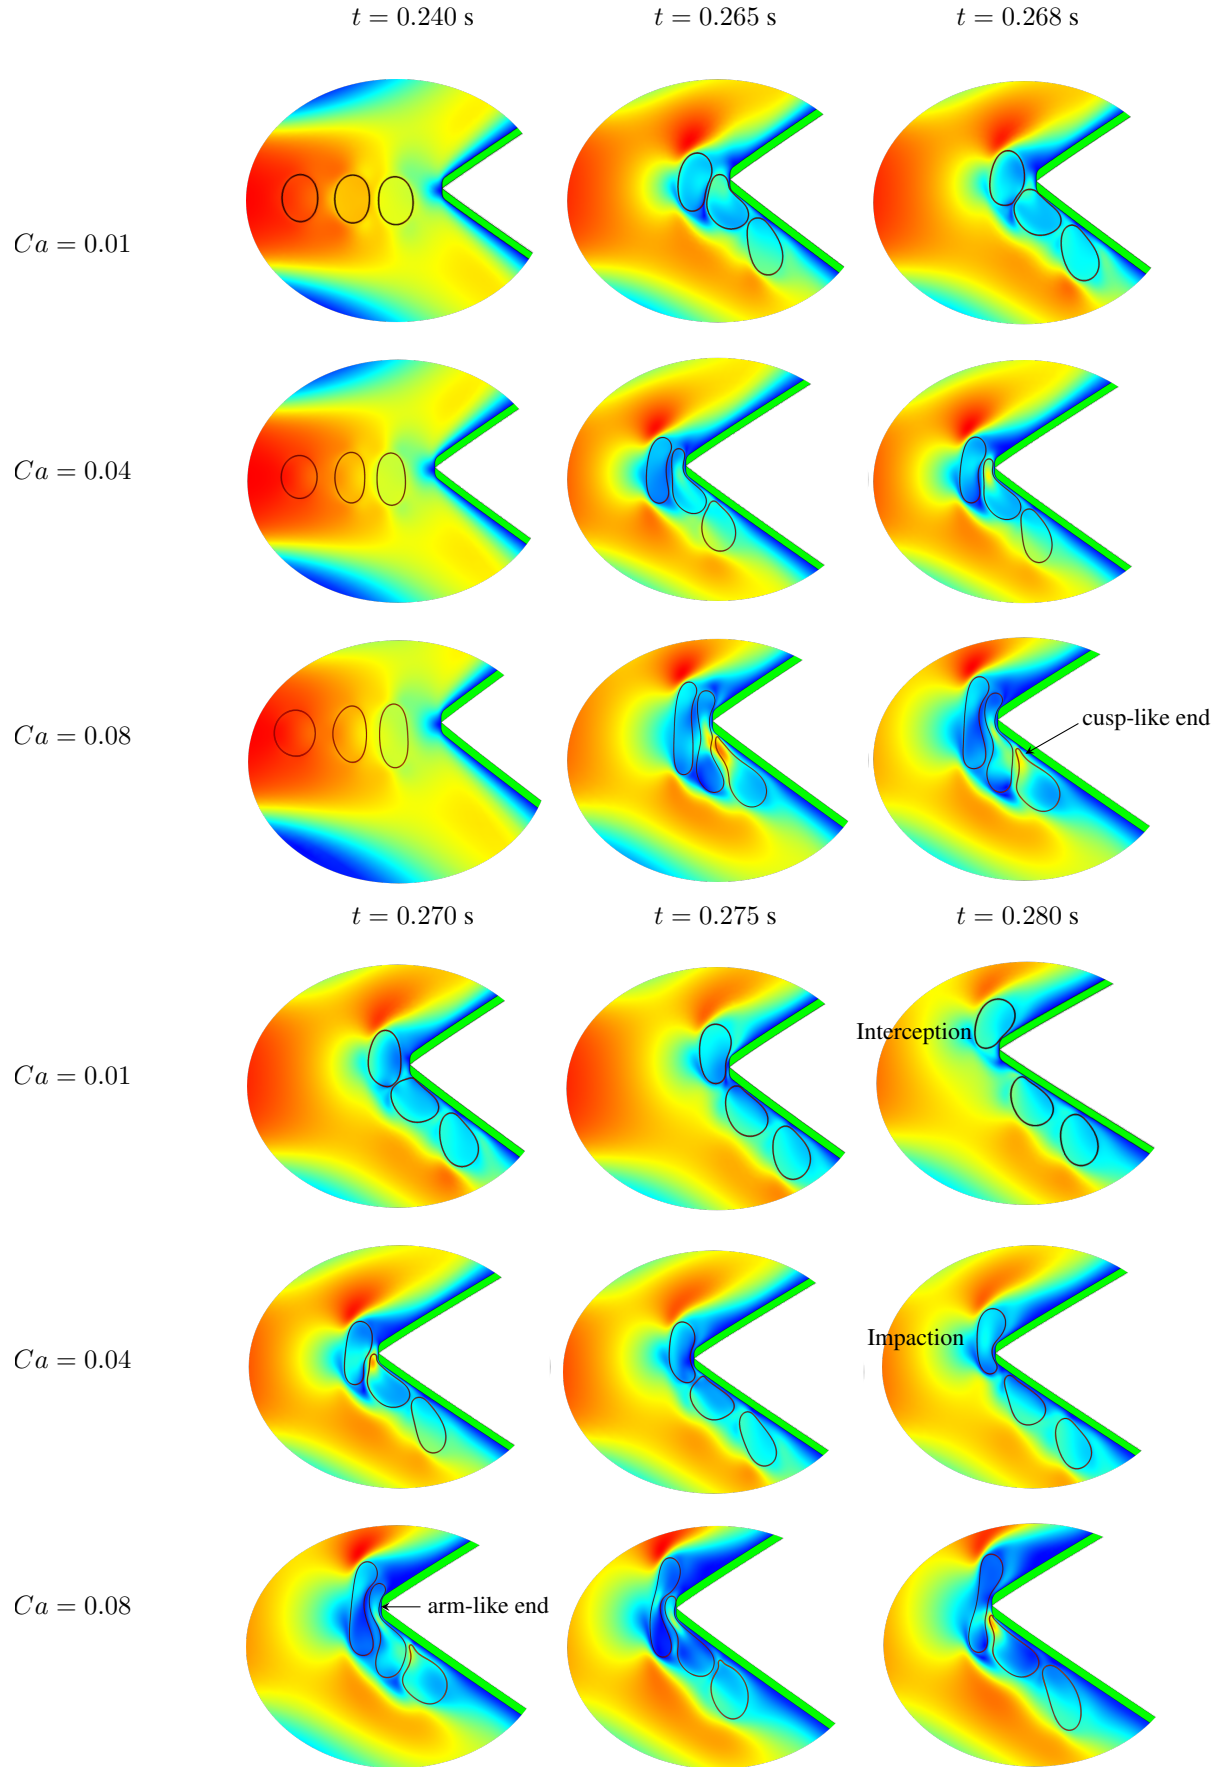 t = 0.240 s
t = 0.265 s
t = 0.268 s
Ca = 0.01
Ca = 0.04
Ca = 0.08
cusp-like end
t = 0.270 s
t = 0.275 s
t = 0.280 s
Ca = 0.01
Interception
Ca = 0.04
Impaction
Ca = 0.08
arm-like end